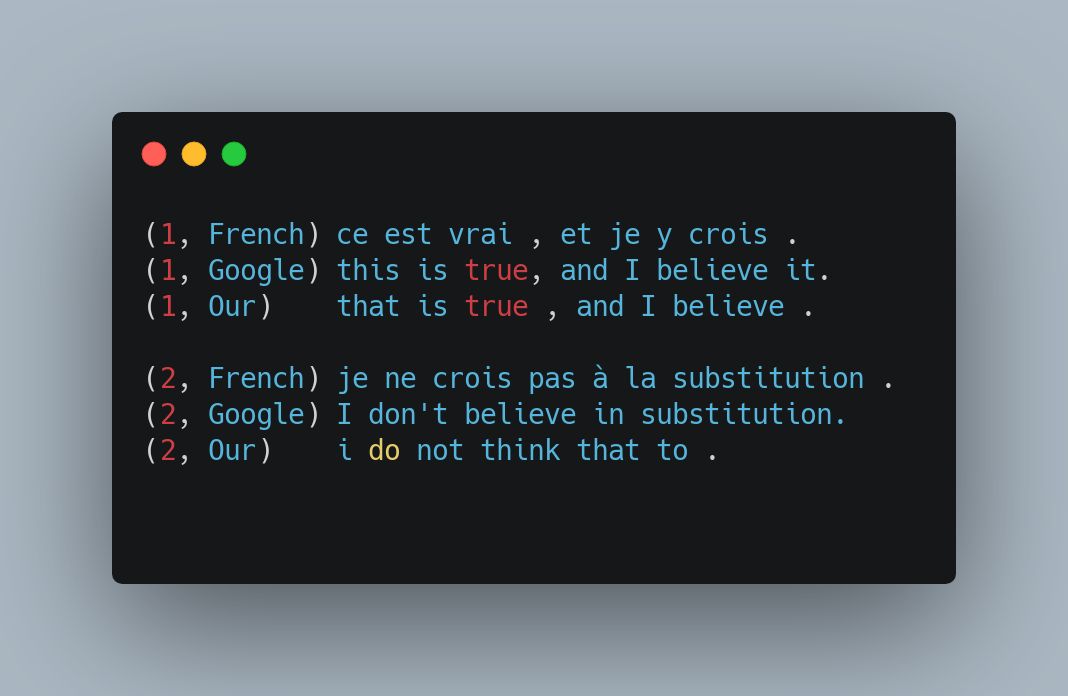 (1, French) ce est vrai , et je y crois .
(1, Google) this is true, and I believe it.
(1, Our)    that is true , and I believe .
(2, French) je ne crois pas à la substitution .
(2, Google) I don't believe in substitution.
(2, Our)    i do not think that to .